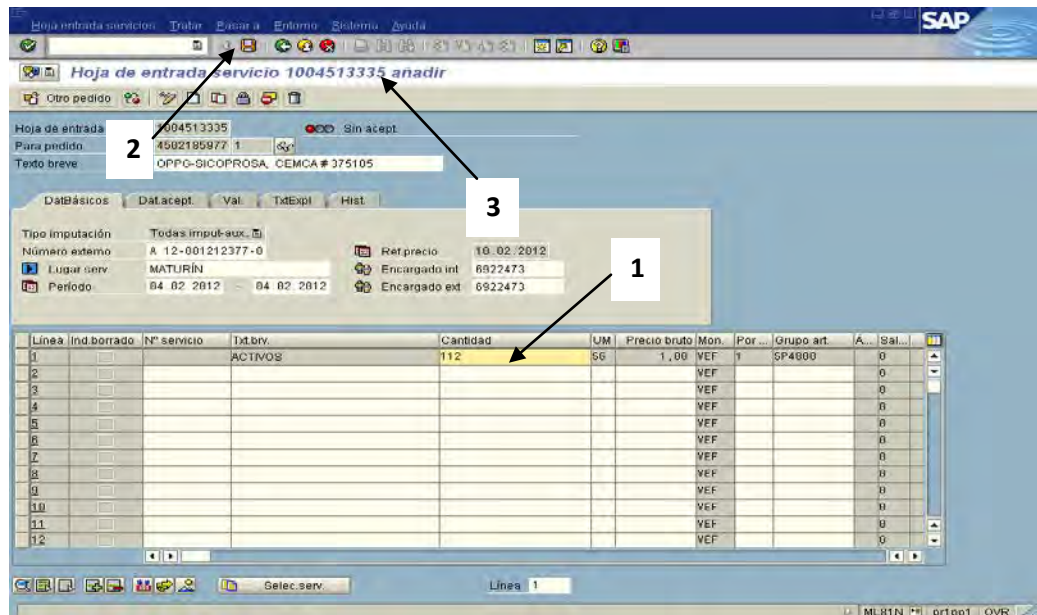 Hoja entrada servicios Tratar Pasar a Entorno Sistema Ayuda
SAP
Hoja de entrada servicio 1004513335 añadir
Otro pedido
Hoja de entrada 1004513335 Sin acept.
Para pedido 4502185977 1
Texto breve OPPG-SICOPROSA, CEMCA # 375105
2
3
1
DatBásicos Dat.acept. Val. TxtExpl Hist.
Tipo imputación Todas imput-aux.
Número externo A 12-001212377-0 Ref.precio 10.02.2012
Lugar serv. MATURÍN Encargado int 6922473
Período 04.02.2012 - 04.02.2012 Encargado ext 6922473
Línea Ind.borrado Nº servicio Txt.brv. Cantidad UM Precio bruto Mon. Por ... Grupo art. A... Sal...
1 ACTIVOS 112 SG 1,00 VEF 1 SP4800 0
2 VEF 0
3 VEF 0
4 VEF 0
5 VEF 0
6 VEF 0
7 VEF 0
8 VEF 0
9 VEF 0
10 VEF 0
11 VEF 0
12 VEF 0
Selec.serv. Línea 1
ML81N OVR